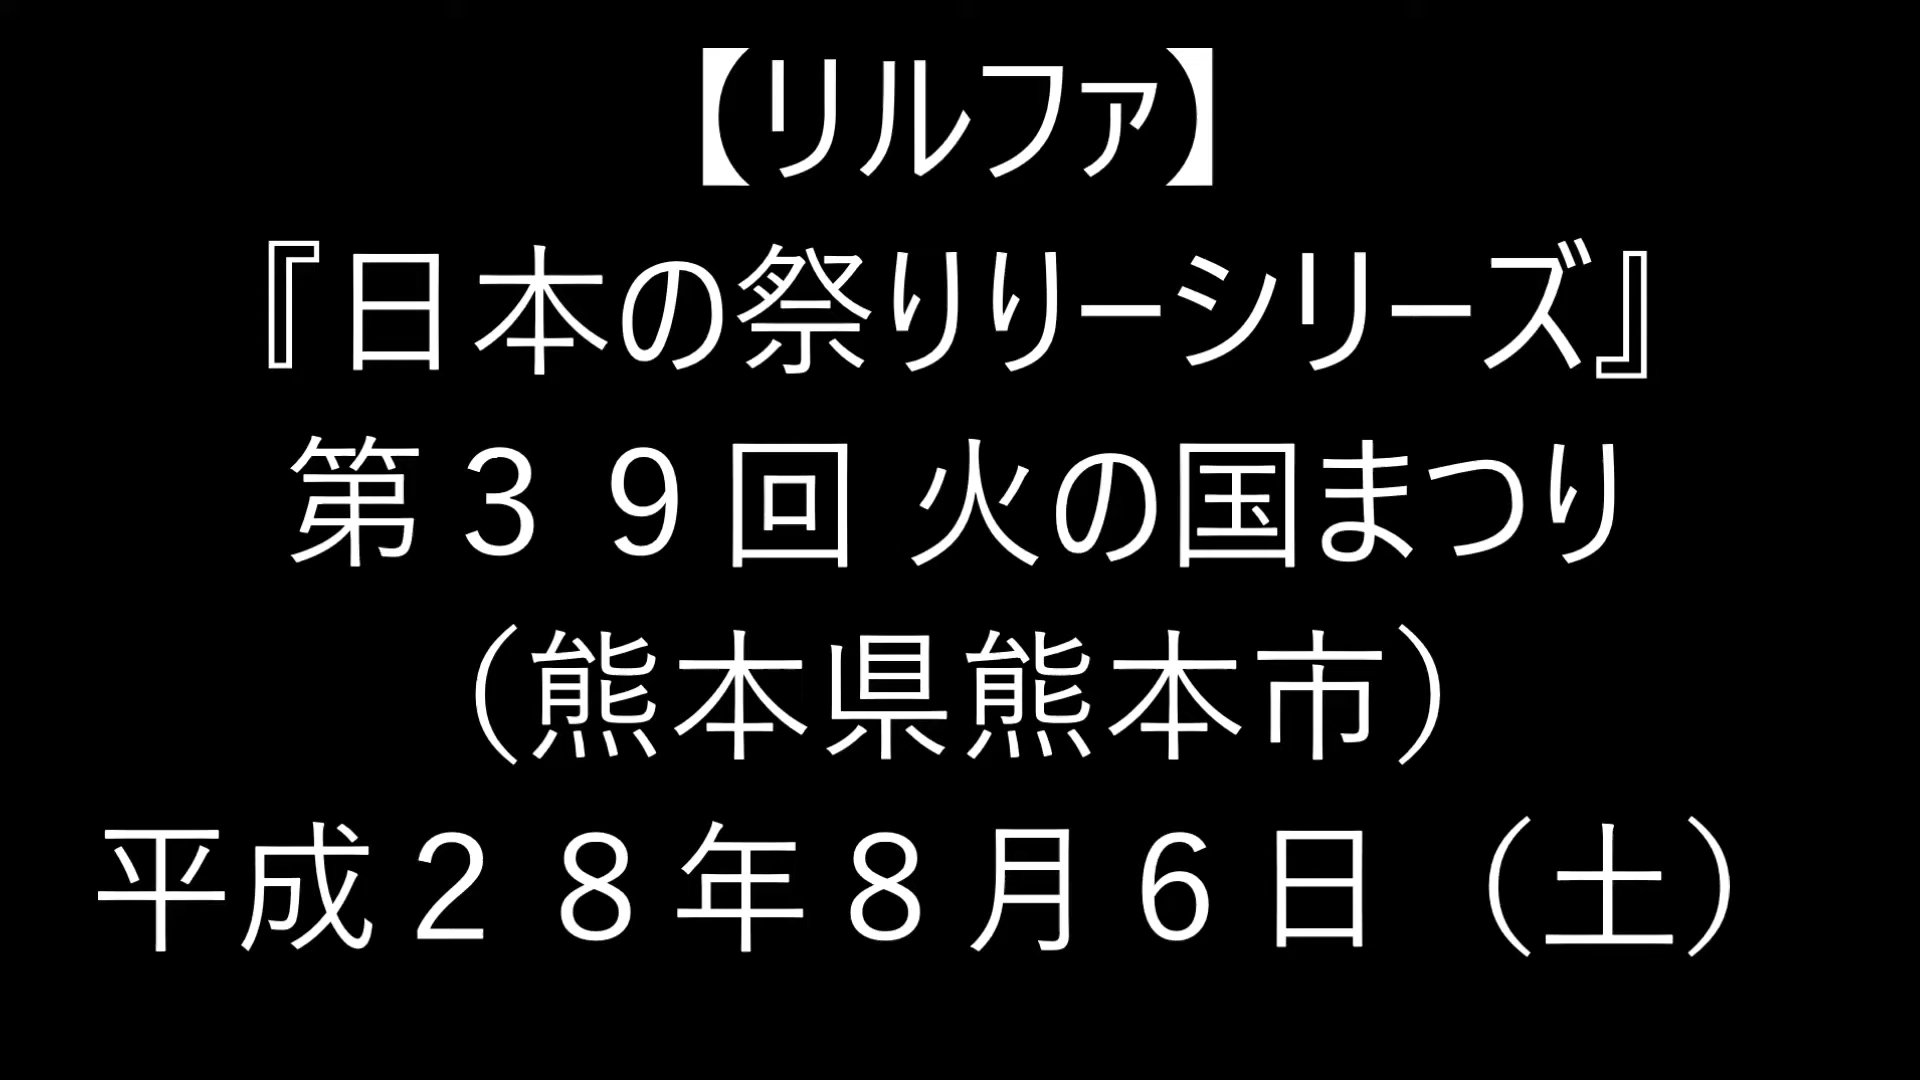 【リルファ】
『日本の祭りりーシリーズ』
第３９回 火の国まつり
（熊本県熊本市）
平成２８年８月６日（土）